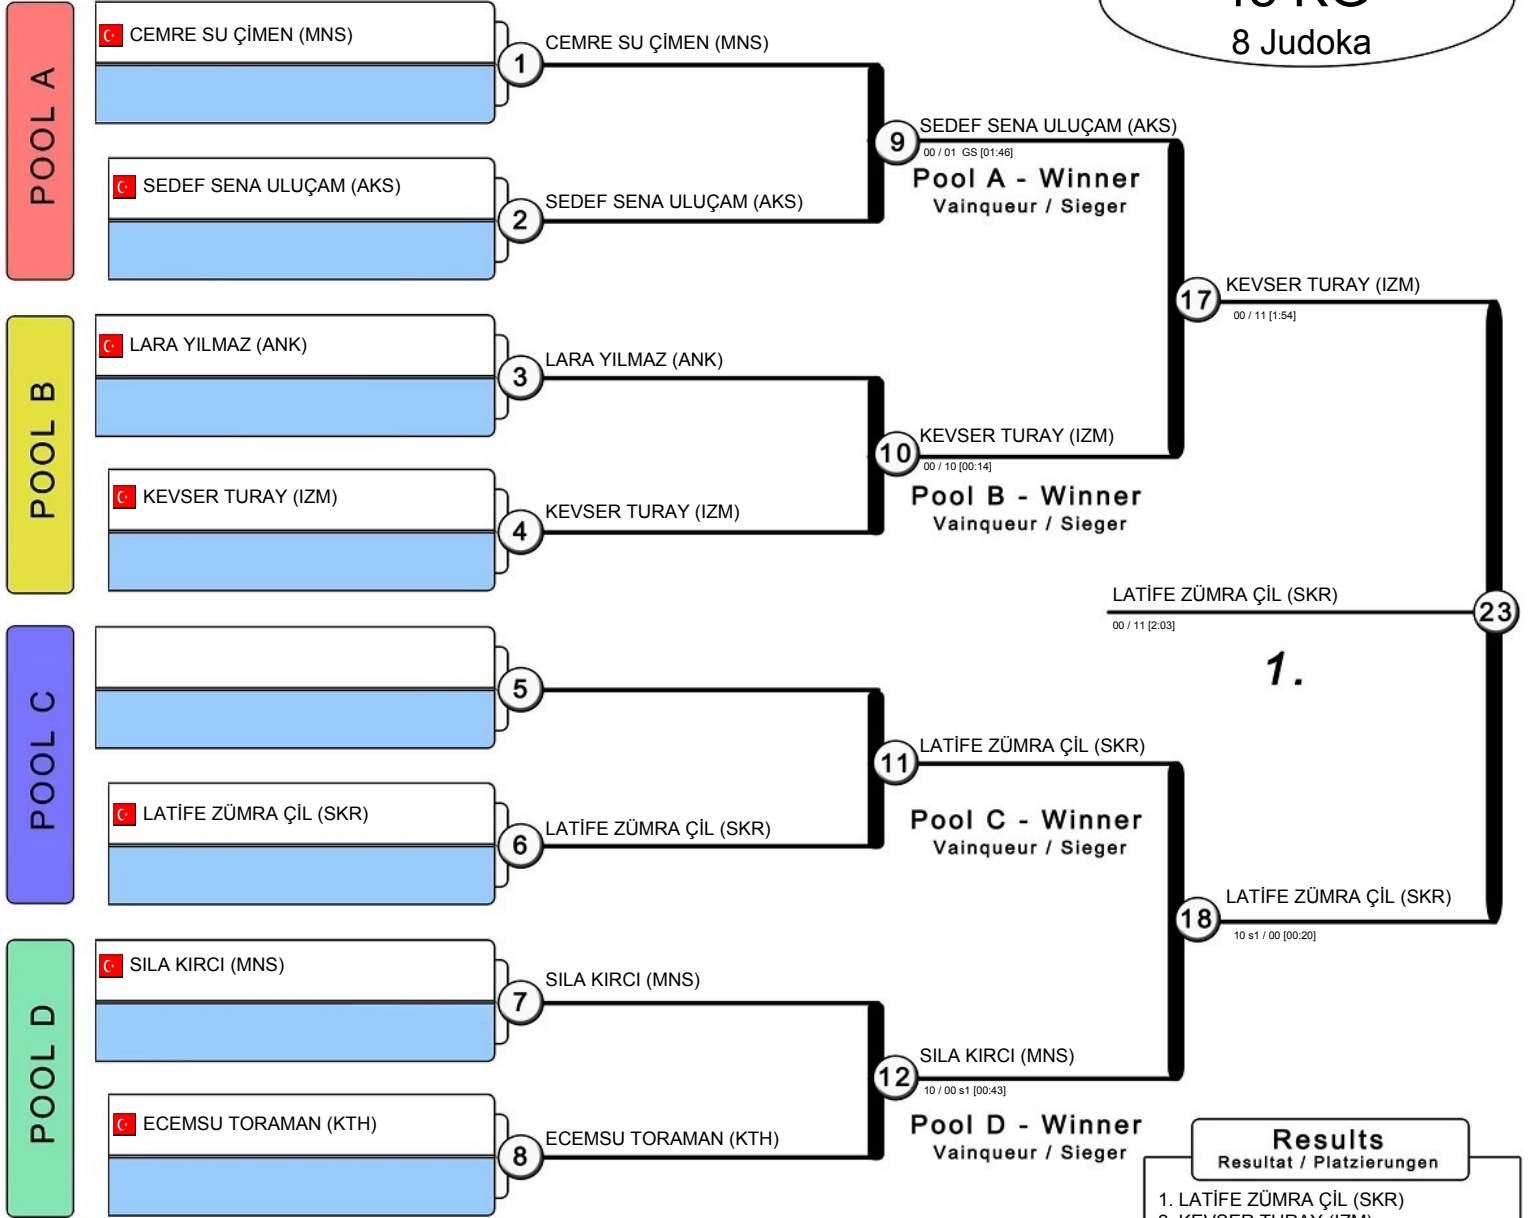 8 Judoka
POOL A
CEMRE SU ÇİMEN (MNS)
1
CEMRE SU ÇİMEN (MNS)
SEDEF SENA ULUÇAM (AKS)
2
SEDEF SENA ULUÇAM (AKS)
9
SEDEF SENA ULUÇAM (AKS)
00 / 01 GS [01:46]
Pool A - Winner
Vainqueur / Sieger
17
KEVSER TURAY (IZM)
00 / 11 [1:54]
POOL B
LARA YILMAZ (ANK)
3
LARA YILMAZ (ANK)
KEVSER TURAY (IZM)
4
KEVSER TURAY (IZM)
10
KEVSER TURAY (IZM)
00 / 10 [00:14]
Pool B - Winner
Vainqueur / Sieger
LATİFE ZÜMRA ÇİL (SKR)
23
00 / 11 [2:03]
1.
POOL C
5
LATİFE ZÜMRA ÇİL (SKR)
6
LATİFE ZÜMRA ÇİL (SKR)
11
LATİFE ZÜMRA ÇİL (SKR)
Pool C - Winner
Vainqueur / Sieger
18
LATİFE ZÜMRA ÇİL (SKR)
10 s1 / 00 [00:20]
POOL D
SILA KIRCI (MNS)
7
SILA KIRCI (MNS)
ECEMSU TORAMAN (KTH)
8
ECEMSU TORAMAN (KTH)
12
SILA KIRCI (MNS)
10 / 00 s1 [00:43]
Pool D - Winner
Vainqueur / Sieger
Results
Resultat / Platzierungen
1. LATİFE ZÜMRA ÇİL (SKR)
2. KEVSER TURAY (IZM)